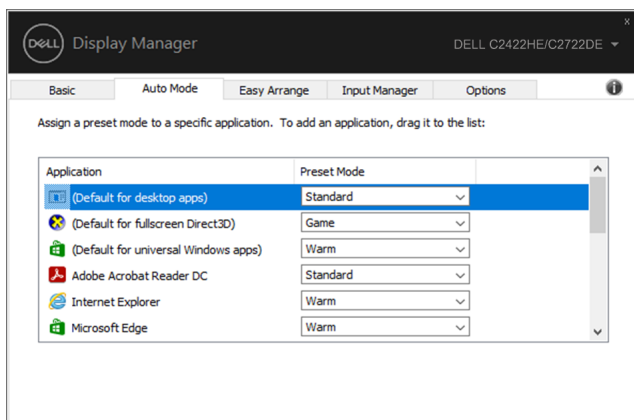 DELL Display Manager DELL C2422HE/C2722DE
Basic Auto Mode Easy Arrange Input Manager Options
Assign a preset mode to a specific application. To add an application, drag it to the list:
Application Preset Mode
(Default for desktop apps) Standard
(Default for fullscreen Direct3D) Game
(Default for universal Windows apps) Warm
Adobe Acrobat Reader DC Standard
Internet Explorer Warm
Microsoft Edge Warm